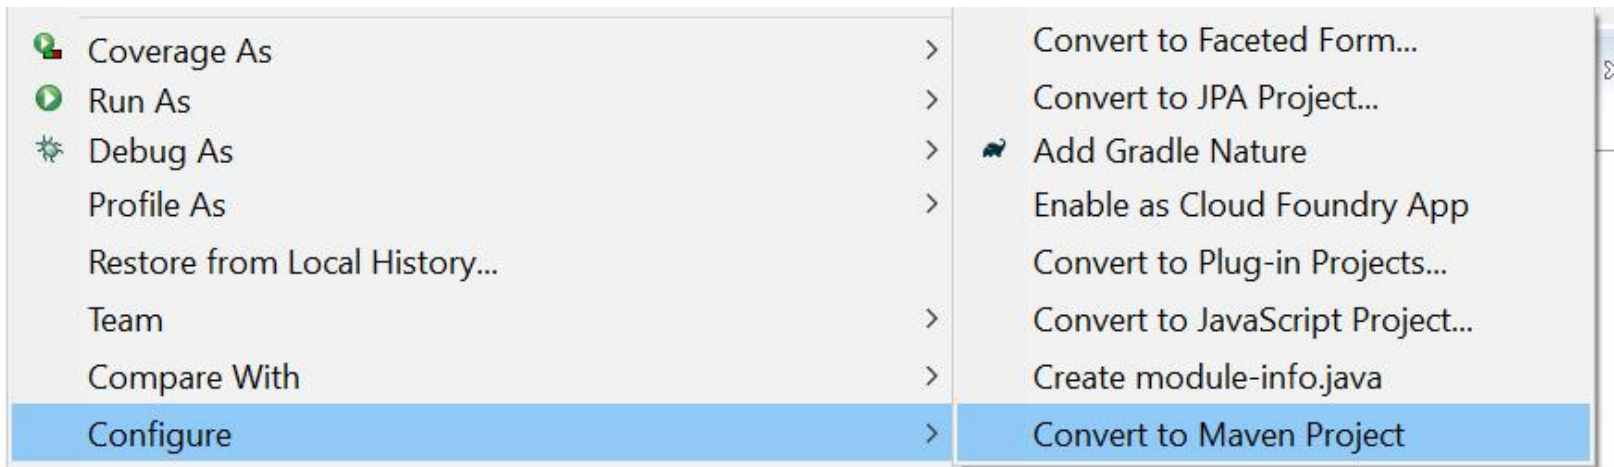 Coverage As
Run As
Debug As
Profile As
Restore from Local History...
Team
Compare With
Configure
Convert to Faceted Form...
Convert to JPA Project...
Add Gradle Nature
Enable as Cloud Foundry App
Convert to Plug-in Projects...
Convert to JavaScript Project...
Create module-info.java
Convert to Maven Project